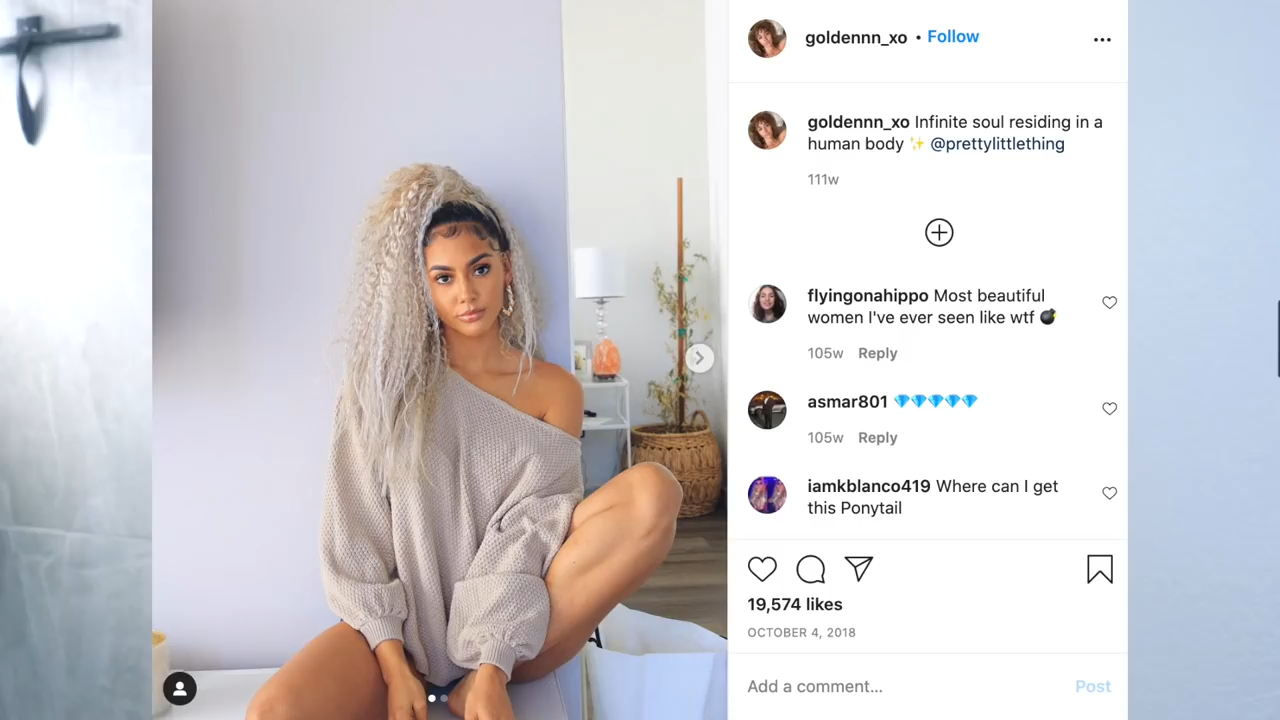 goldennn_xo • Follow
goldennn_xo Infinite soul residing in a
human body ✨ @prettylittlething
111w
flyingonahippo Most beautiful
women I've ever seen like wtf 💣
105w Reply
asmar801 💎💎💎💎💎
105w Reply
iamkblanco419 Where can I get
this Ponytail
19,574 likes
OCTOBER 4, 2018
Add a comment... Post